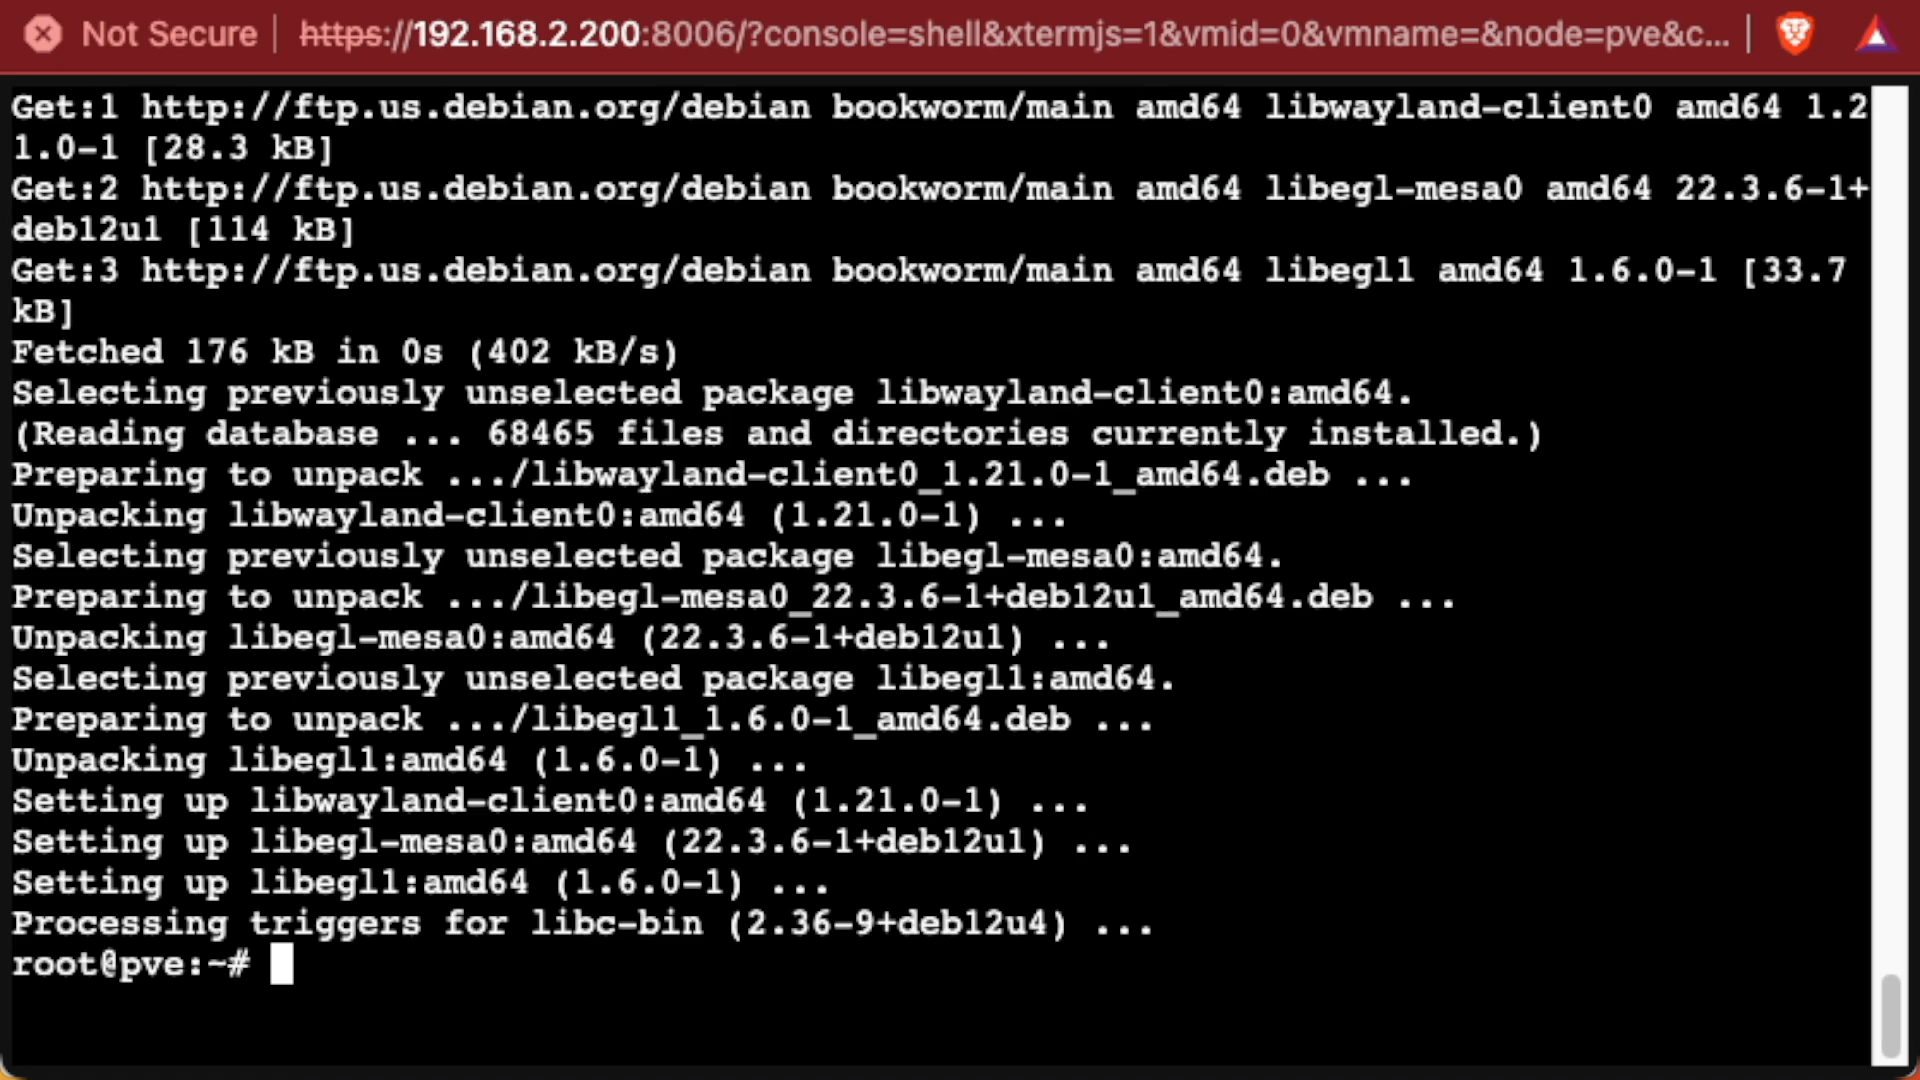 Not Secure | https://192.168.2.200:8006/?console=shell&xtermjs=1&vmid=0&vmname=&node=pve&c... |
Get:1 http://ftp.us.debian.org/debian bookworm/main amd64 libwayland-client0 amd64 1.2
1.0-1 [28.3 kB]
Get:2 http://ftp.us.debian.org/debian bookworm/main amd64 libegl-mesa0 amd64 22.3.6-1+
deb12u1 [114 kB]
Get:3 http://ftp.us.debian.org/debian bookworm/main amd64 libegl1 amd64 1.6.0-1 [33.7
kB]
Fetched 176 kB in 0s (402 kB/s)
Selecting previously unselected package libwayland-client0:amd64.
(Reading database ... 68465 files and directories currently installed.)
Preparing to unpack .../libwayland-client0_1.21.0-1_amd64.deb ...
Unpacking libwayland-client0:amd64 (1.21.0-1) ...
Selecting previously unselected package libegl-mesa0:amd64.
Preparing to unpack .../libegl-mesa0_22.3.6-1+deb12u1_amd64.deb ...
Unpacking libegl-mesa0:amd64 (22.3.6-1+deb12u1) ...
Selecting previously unselected package libegl1:amd64.
Preparing to unpack .../libegl1_1.6.0-1_amd64.deb ...
Unpacking libegl1:amd64 (1.6.0-1) ...
Setting up libwayland-client0:amd64 (1.21.0-1) ...
Setting up libegl-mesa0:amd64 (22.3.6-1+deb12u1) ...
Setting up libegl1:amd64 (1.6.0-1) ...
Processing triggers for libc-bin (2.36-9+deb12u4) ...
root@pve:~#